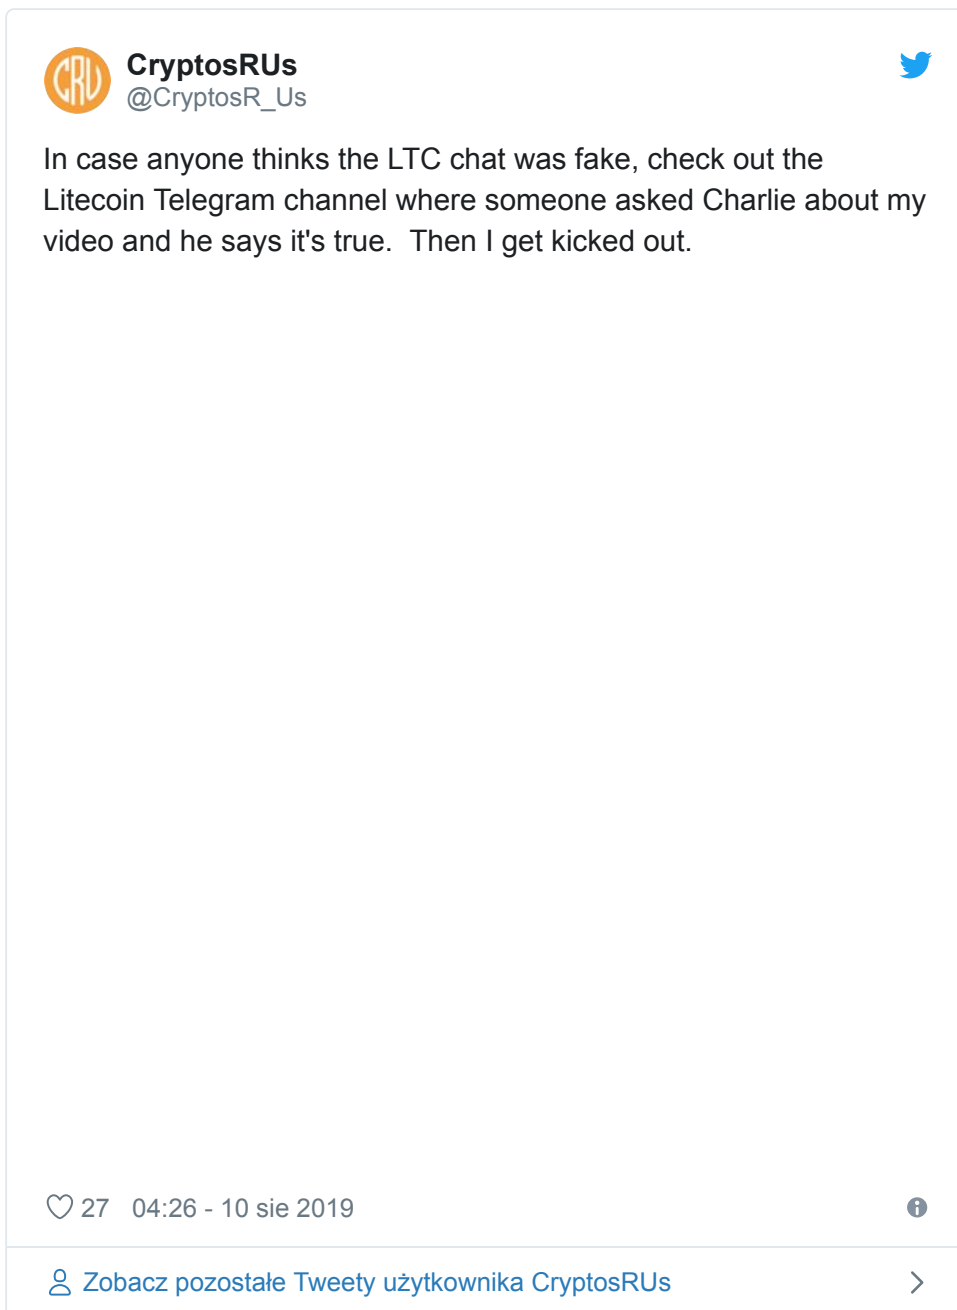 CRU
CryptosRUs
@CryptosR_Us
In case anyone thinks the LTC chat was fake, check out the
Litecoin Telegram channel where someone asked Charlie about my
video and he says it's true.  Then I get kicked out.
27 04:26 - 10 sie 2019
Zobacz pozostałe Tweety użytkownika CryptosRUs